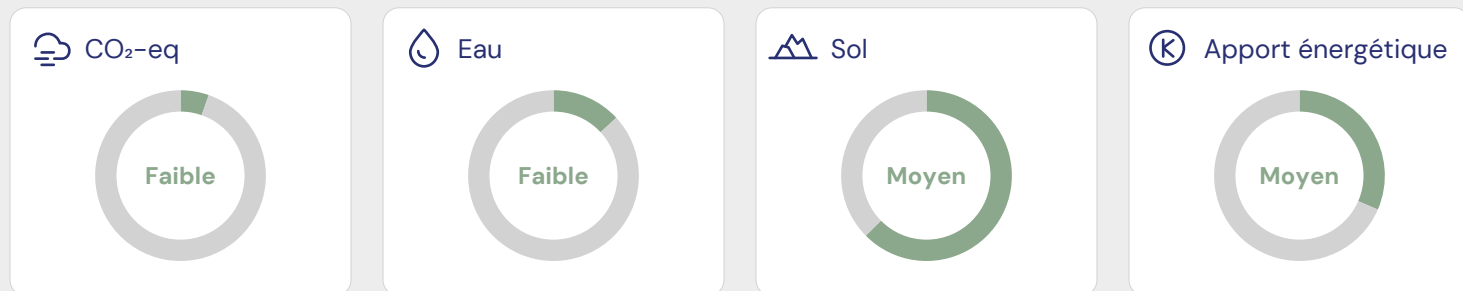 CO₂-eq
Faible
Eau
Faible
Sol
Moyen
Apport énergétique
Moyen